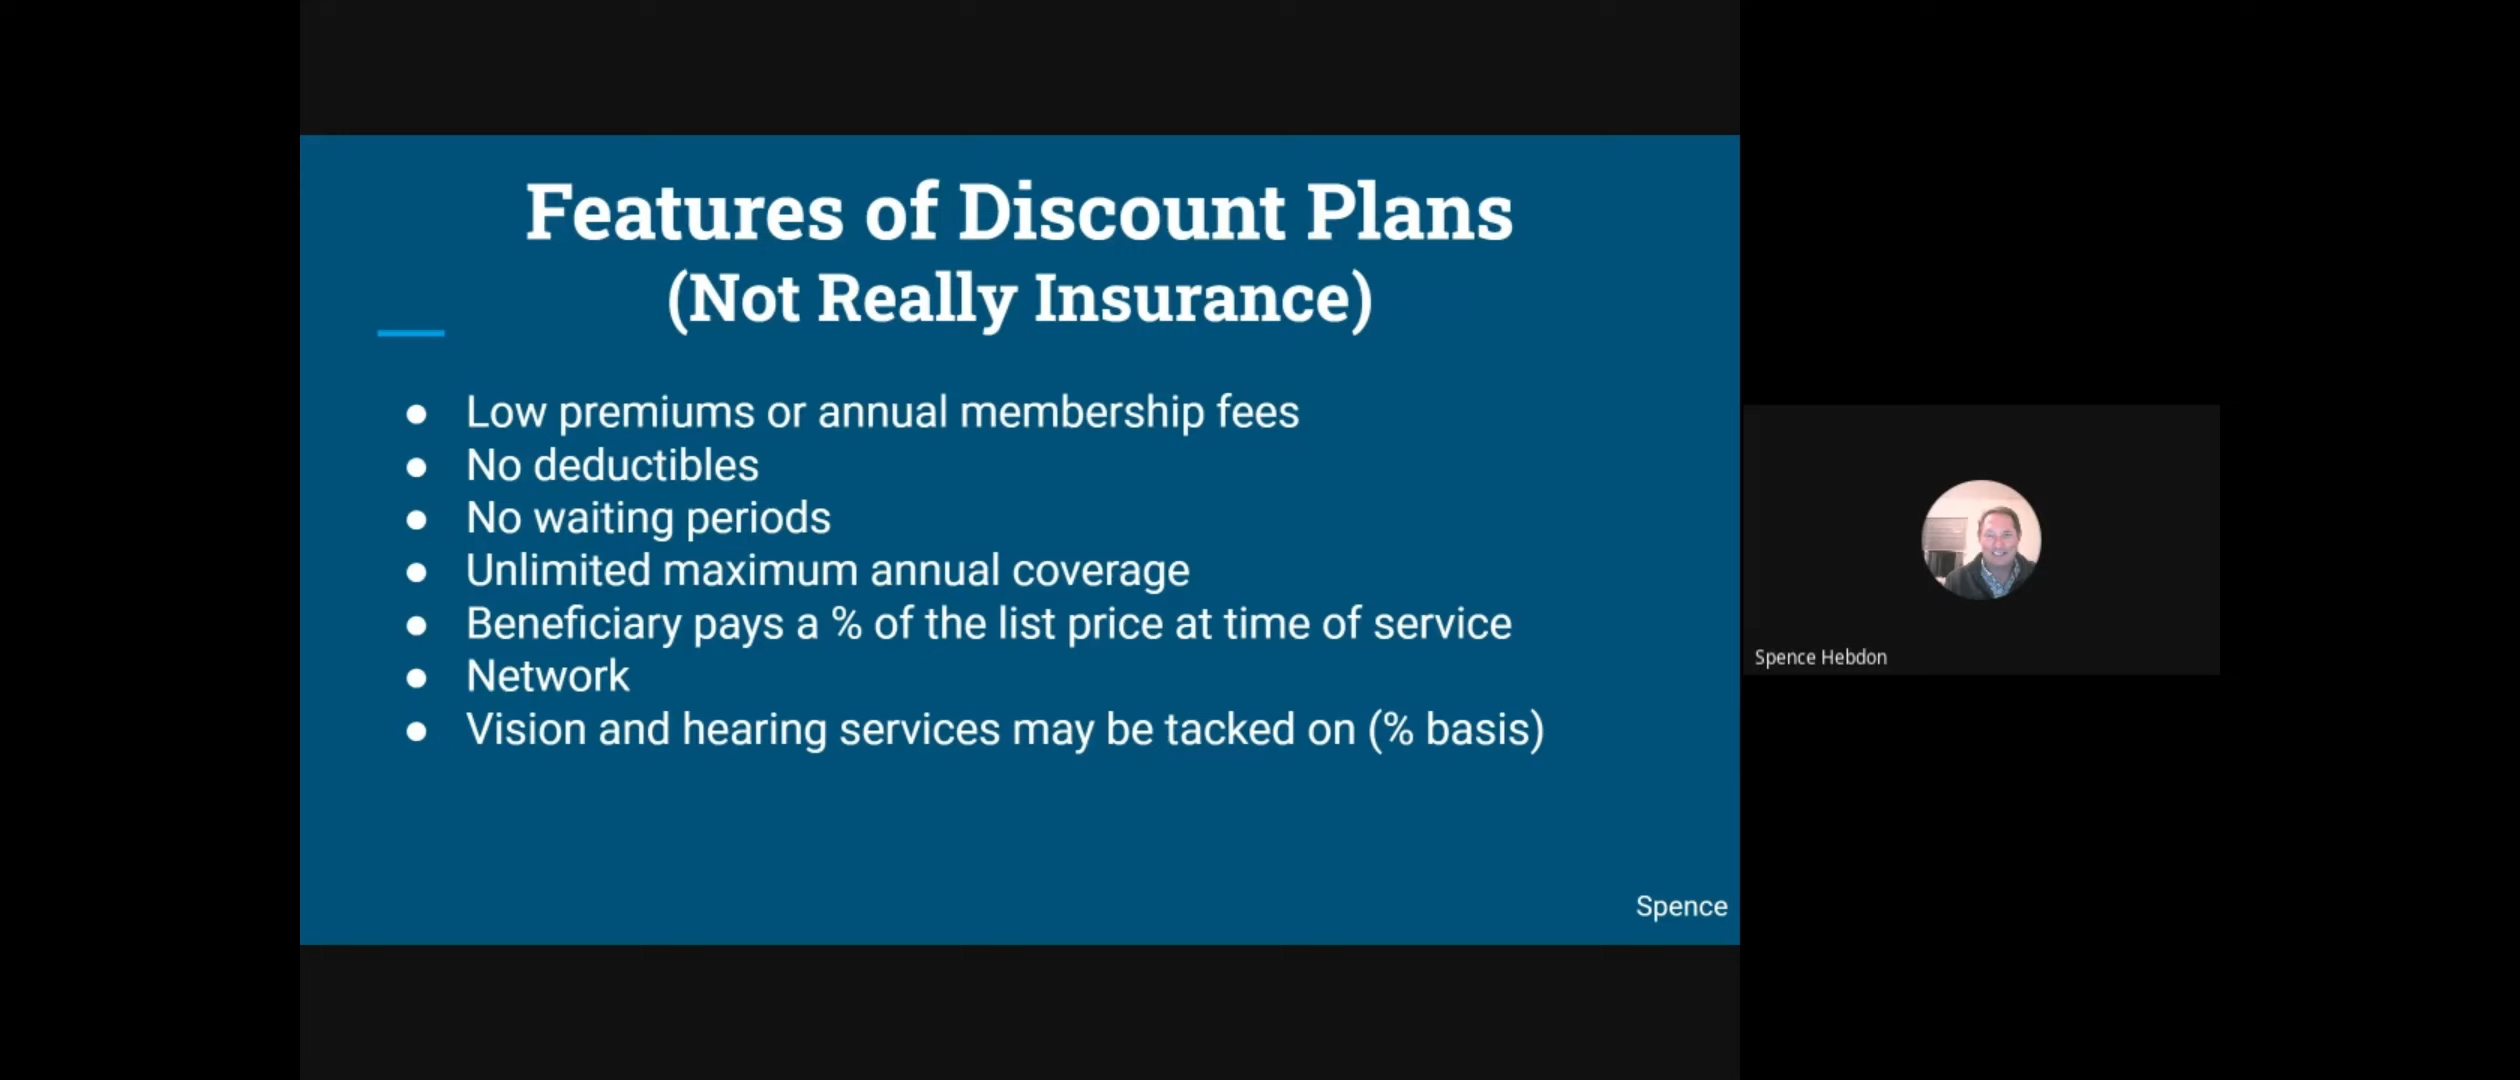 Features of Discount Plans
(Not Really Insurance)
● Low premiums or annual membership fees
● No deductibles
● No waiting periods
● Unlimited maximum annual coverage
● Beneficiary pays a % of the list price at time of service
● Network
● Vision and hearing services may be tacked on (% basis)
Spence
Spence Hebdon